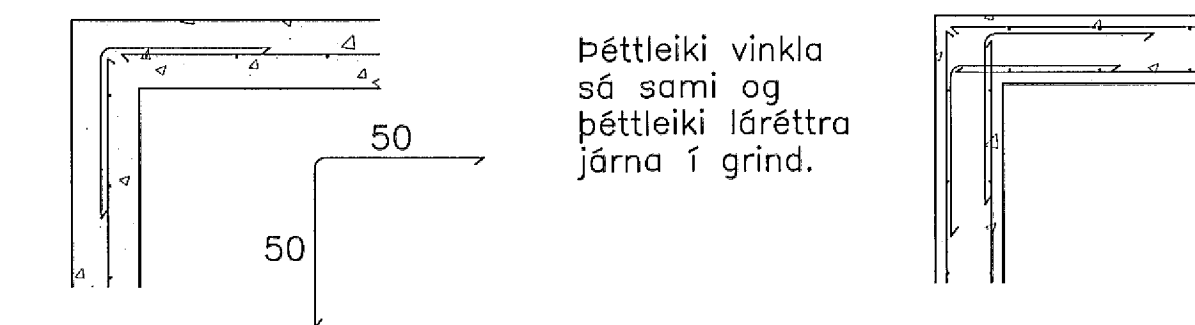 50
50
Þéttleiki vinkla
sá sami og
þéttleiki láréttra
járna í grind.